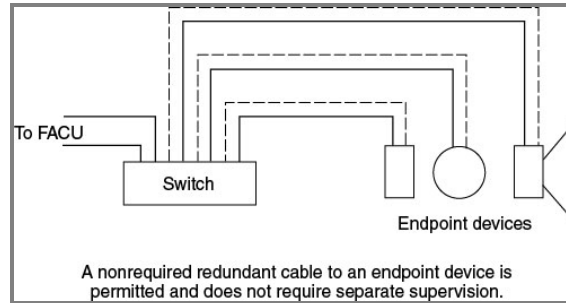 To FACU
Switch
Endpoint devices
A nonrequired redundant cable to an endpoint device is
permitted and does not require separate supervision.